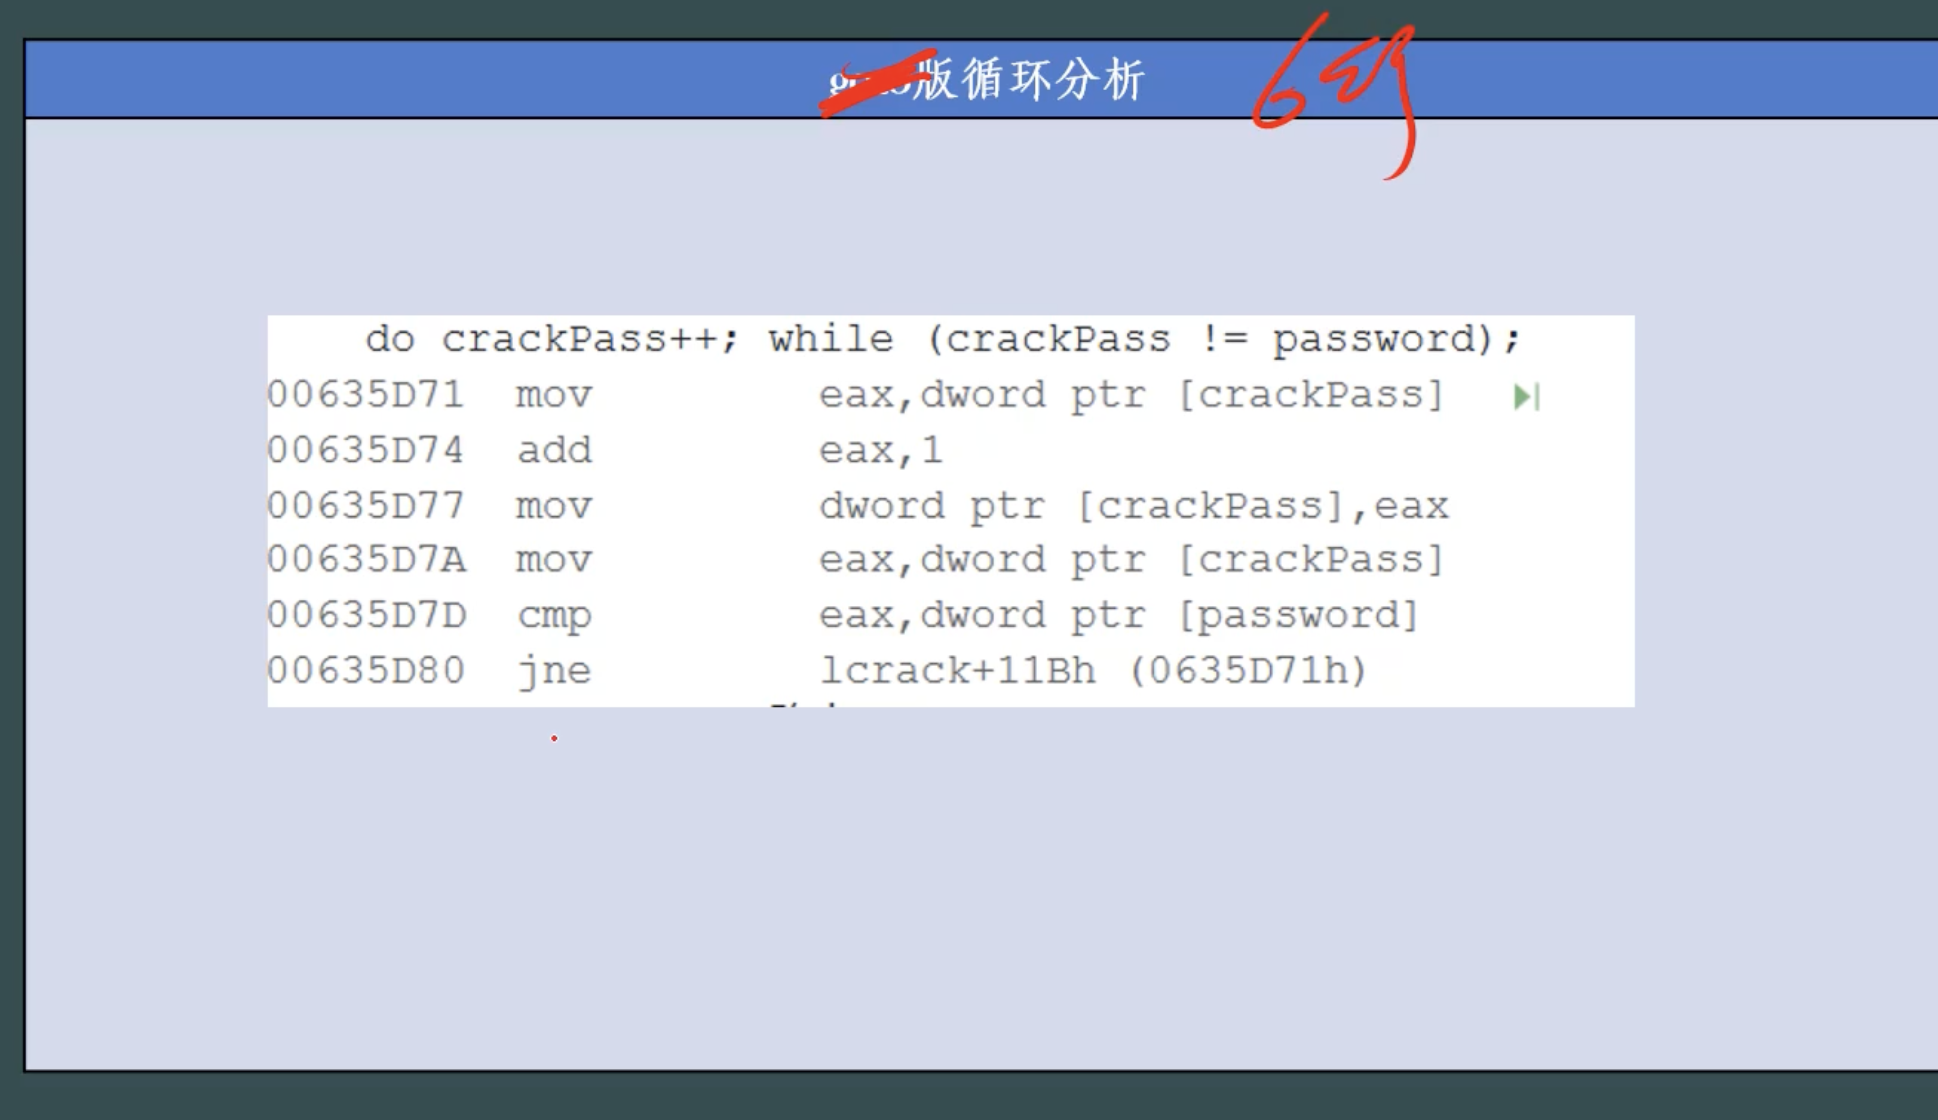 版循环分析
do crackPass++; while (crackPass != password);
00635D71 mov eax,dword ptr [crackPass]
00635D74 add eax,1
00635D77 mov dword ptr [crackPass],eax
00635D7A mov eax,dword ptr [crackPass]
00635D7D cmp eax,dword ptr [password]
00635D80 jne lcrack+11Bh (0635D71h)